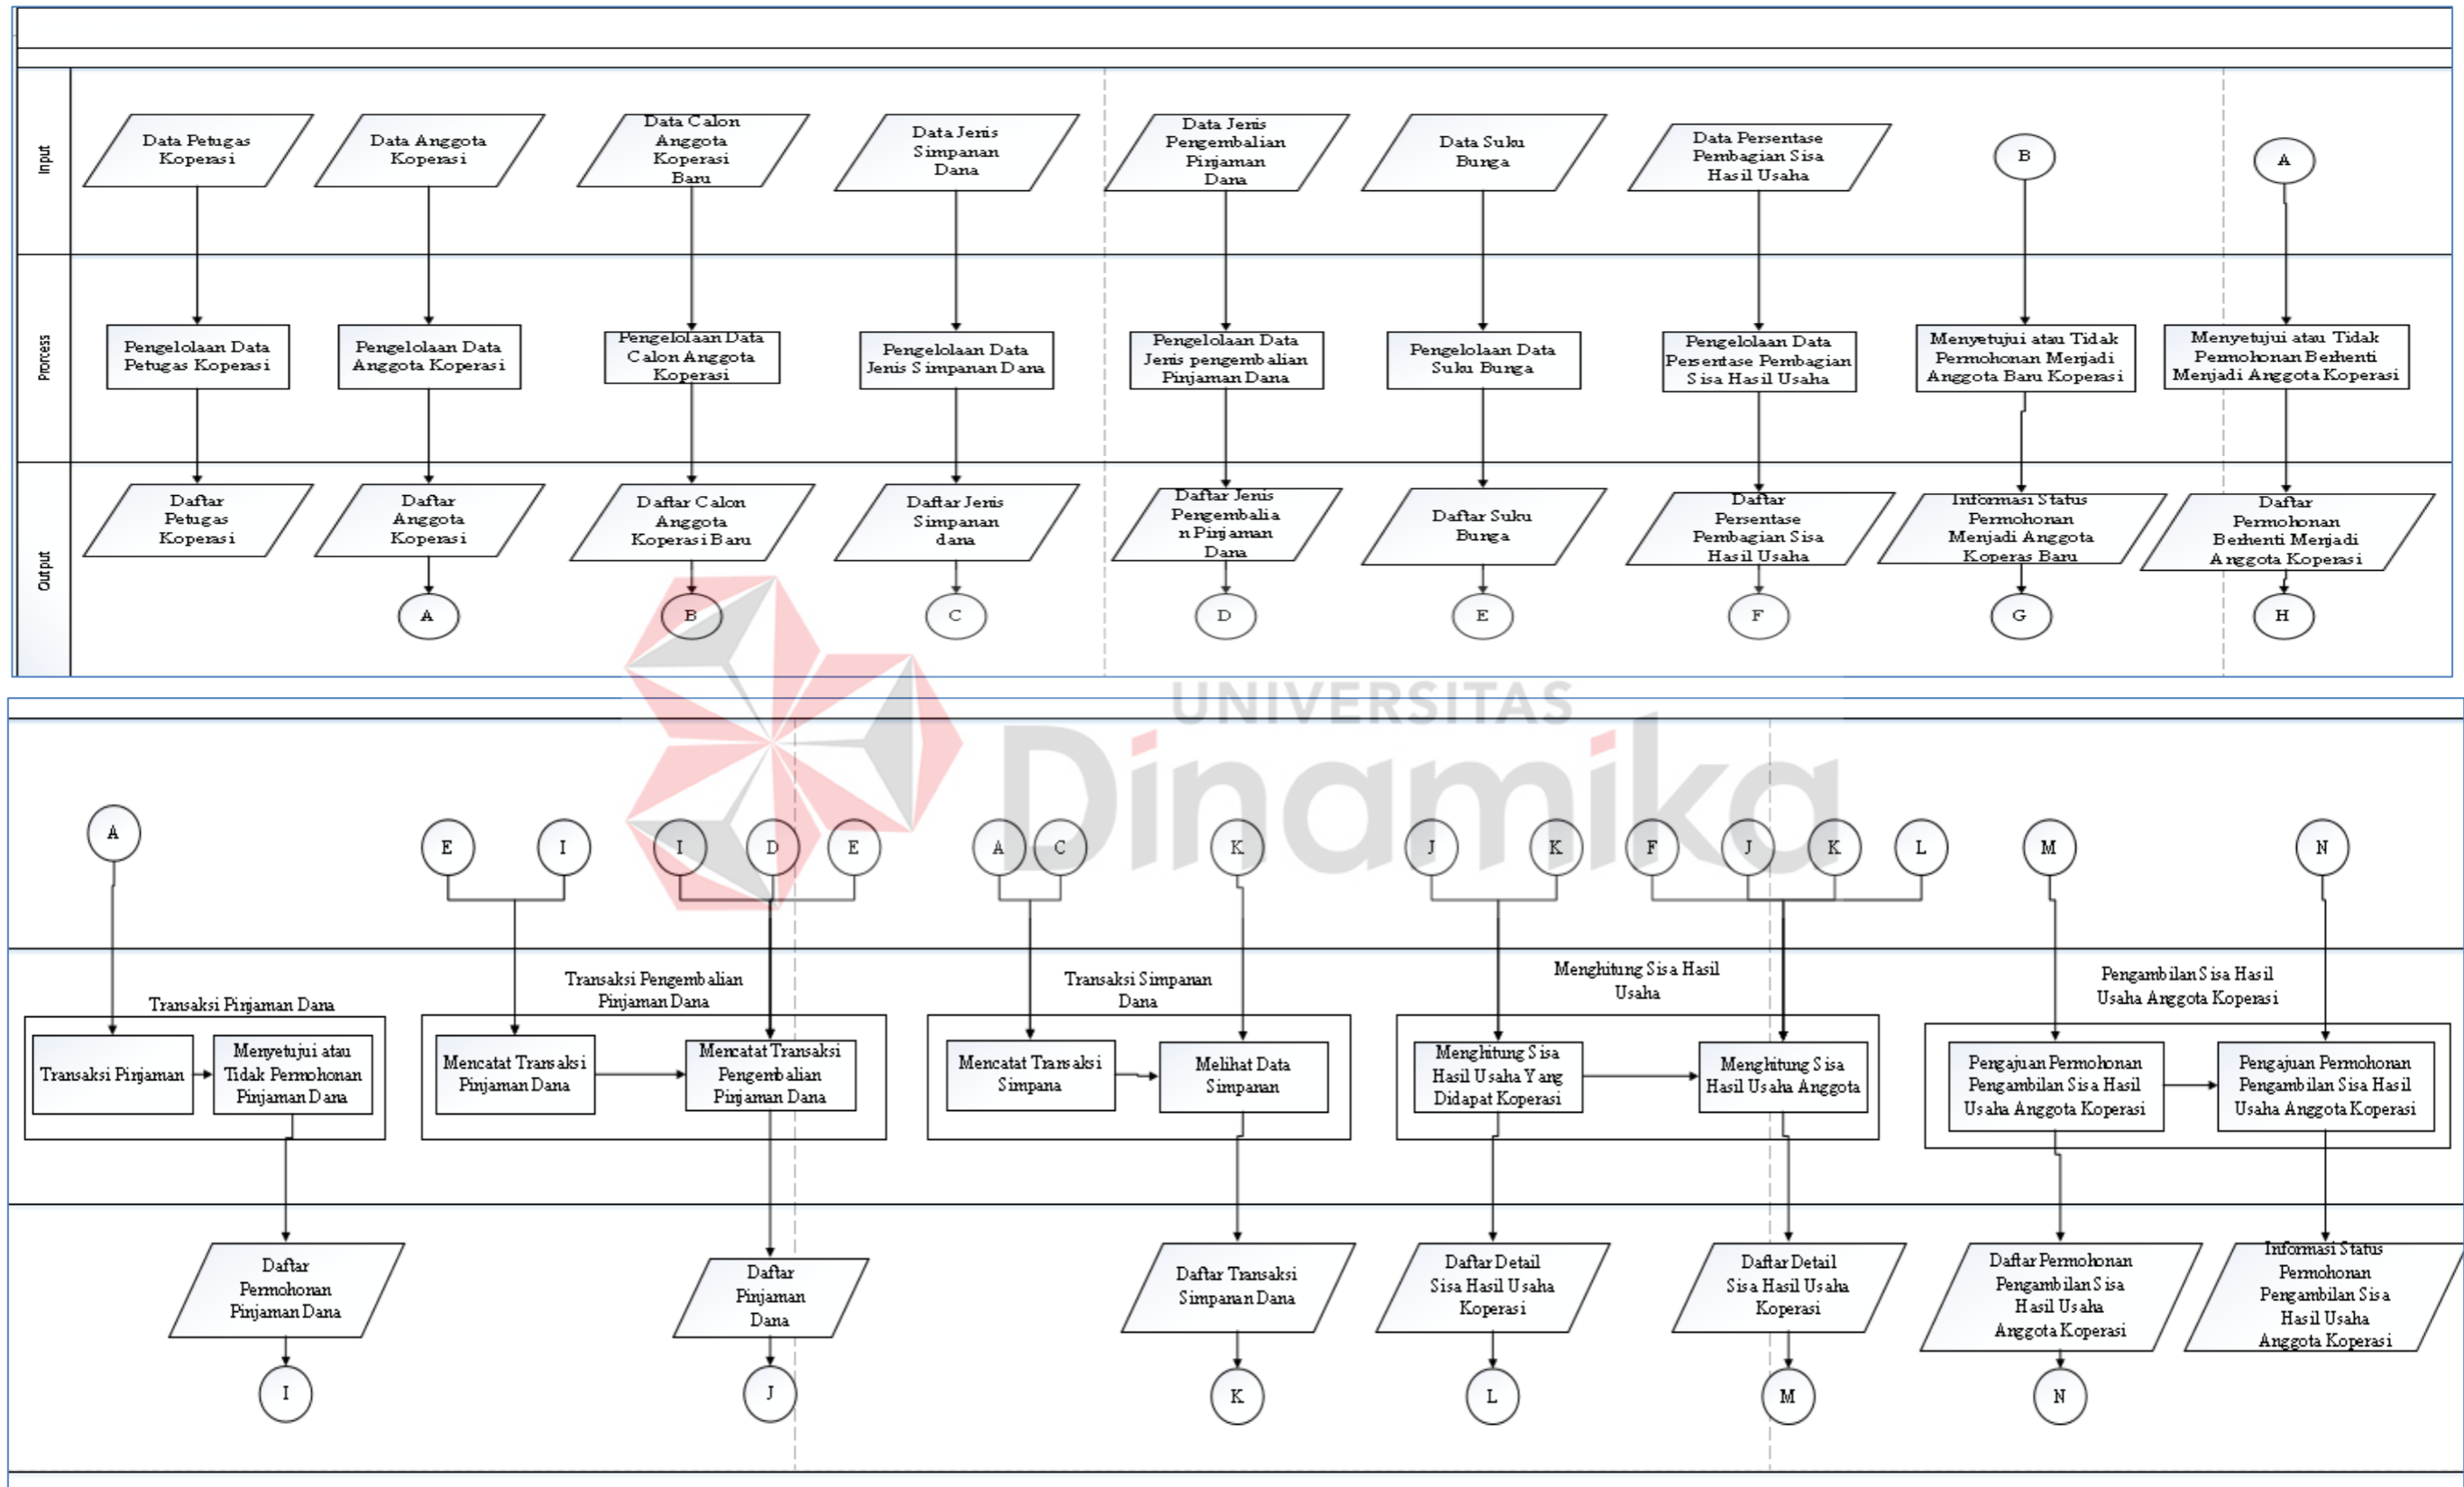 Input
Data Petugas
Koperasi
Data Anggota
Koperasi
Data Calon
Anggota
Koperasi
Baru
Data Jenis
Simpanan
Dana
Data Jenis
Pengembalian
Pinjaman
Dana
Data Suku
Bunga
Data Persentase
Pembagian Sisa
Hasil Usaha
B
A
Prorcess
Pengelolaan Data
Petugas Koperasi
Pengelolaan Data
Anggota Koperasi
Pengelolaan Data
Calon Anggota
Koperasi
Pengelolaan Data
Jenis Simpanan Dana
Pengelolaan Data
Jenis pengembalian
Pinjaman Dana
Pengelolaan Data
Suku Bunga
Pengelolaan Data
Persentase Pembagian
Sisa Hasil Usaha
Menyetujui atau Tidak
Permohonan Menjadi
Anggota Baru Koperasi
Menyetujui atau Tidak
Permohonan Berhenti
Menjadi Anggota Koperasi
Output
Daftar
Petugas
Koperasi
Daftar
Anggota
Koperasi
Daftar Calon
Anggota
Koperasi Baru
Daftar Jenis
Simpanan
dana
Daftar Jenis
Pengembalia
n Pinjaman
Dana
Daftar Suku
Bunga
Daftar
Persentase
Pembagian Sisa
Hasil Usaha
Informasi Status
Permohonan
Menjadi Anggota
Koperas Baru
Daftar
Permohonan
Berhenti Menjadi
Anggota Koperasi
A
B
C
D
E
F
G
H
UNIVERSITAS
Dinamika
A
E
I
I
D
E
A
C
K
J
K
F
J
K
L
M
N
Transaksi Pinjaman Dana
Transaksi Pinjaman
Menyetujui atau
Tidak Permohonan
Pinjaman Dana
Transaksi Pengembalian
Pinjaman Dana
Mencatat Transaksi
Pinjaman Dana
Mencatat Transaksi
Pengembalian
Pinjaman Dana
Transaksi Simpanan
Dana
Mencatat Transaksi
Simpana
Melihat Data
Simpanan
Menghitung Sisa Hasil
Usaha
Menghitung Sisa
Hasil Usaha Yang
Didapat Koperasi
Menghitung Sisa
Hasil Usaha Anggota
Pengambilan Sisa Hasil
Usaha Anggota Koperasi
Pengajuan Permohonan
Pengambilan Sisa Hasil
Usaha Anggota Koperasi
Pengajuan Permohonan
Pengambilan Sisa Hasil
Usaha Anggota Koperasi
Daftar
Permohonan
Pinjaman Dana
Daftar
Pinjaman
Dana
Daftar Transaksi
Simpanan Dana
Daftar Detail
Sisa Hasil Usaha
Koperasi
Daftar Detail
Sisa Hasil Usaha
Koperasi
Daftar Permohonan
Pengambilan Sisa
Hasil Usaha
Anggota Koperasi
Informasi Status
Permohonan
Pengambilan Sisa
Hasil Usaha
Anggota Koperasi
I
J
K
L
M
N